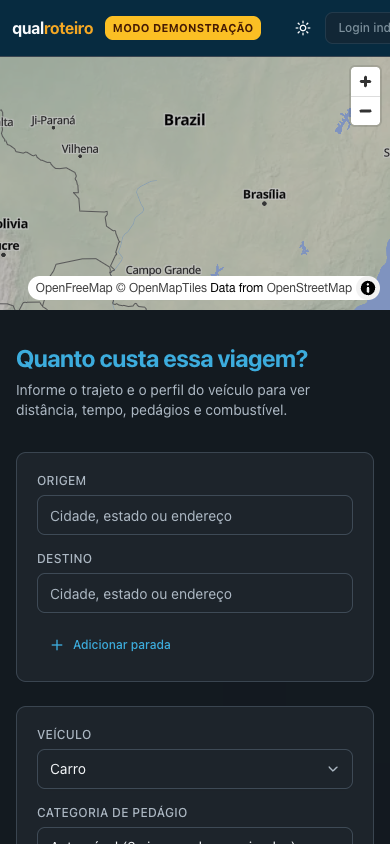 qualroteiro
MODO DEMONSTRAÇÃO
Login ind
Ji-Paraná
Brazil
Vilhena
Brasília
Campo Grande
OpenFreeMap © OpenMapTiles Data from OpenStreetMap
Quanto custa essa viagem?
Informe o trajeto e o perfil do veículo para ver
distância, tempo, pedágios e combustível.
ORIGEM
Cidade, estado ou endereço
DESTINO
Cidade, estado ou endereço
+ Adicionar parada
VEÍCULO
Carro
CATEGORIA DE PEDÁGIO